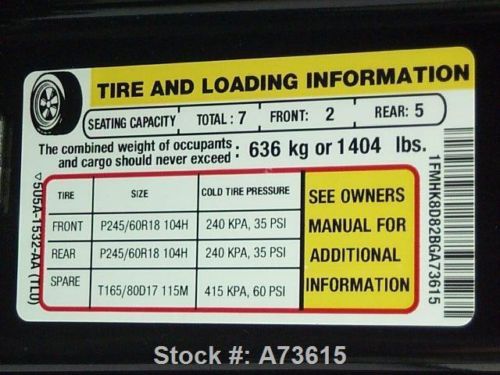 TIRE AND LOADING INFORMATION
SEATING CAPACITY TOTAL : 7 FRONT: 2 REAR: 5
The combined weight of occupants
and cargo should never exceed : 636 kg or 1404 lbs.
TIRE SIZE COLD TIRE PRESSURE
FRONT P245/60R18 104H 240 KPA, 35 PSI
REAR P245/60R18 104H 240 KPA, 35 PSI
SPARE T165/80D17 115M 415 KPA, 60 PSI
SEE OWNERS
MANUAL FOR
ADDITIONAL
INFORMATION
5U5A-1532-AA (TLU)
1FMHK8D82BGA73615
Stock #: A73615